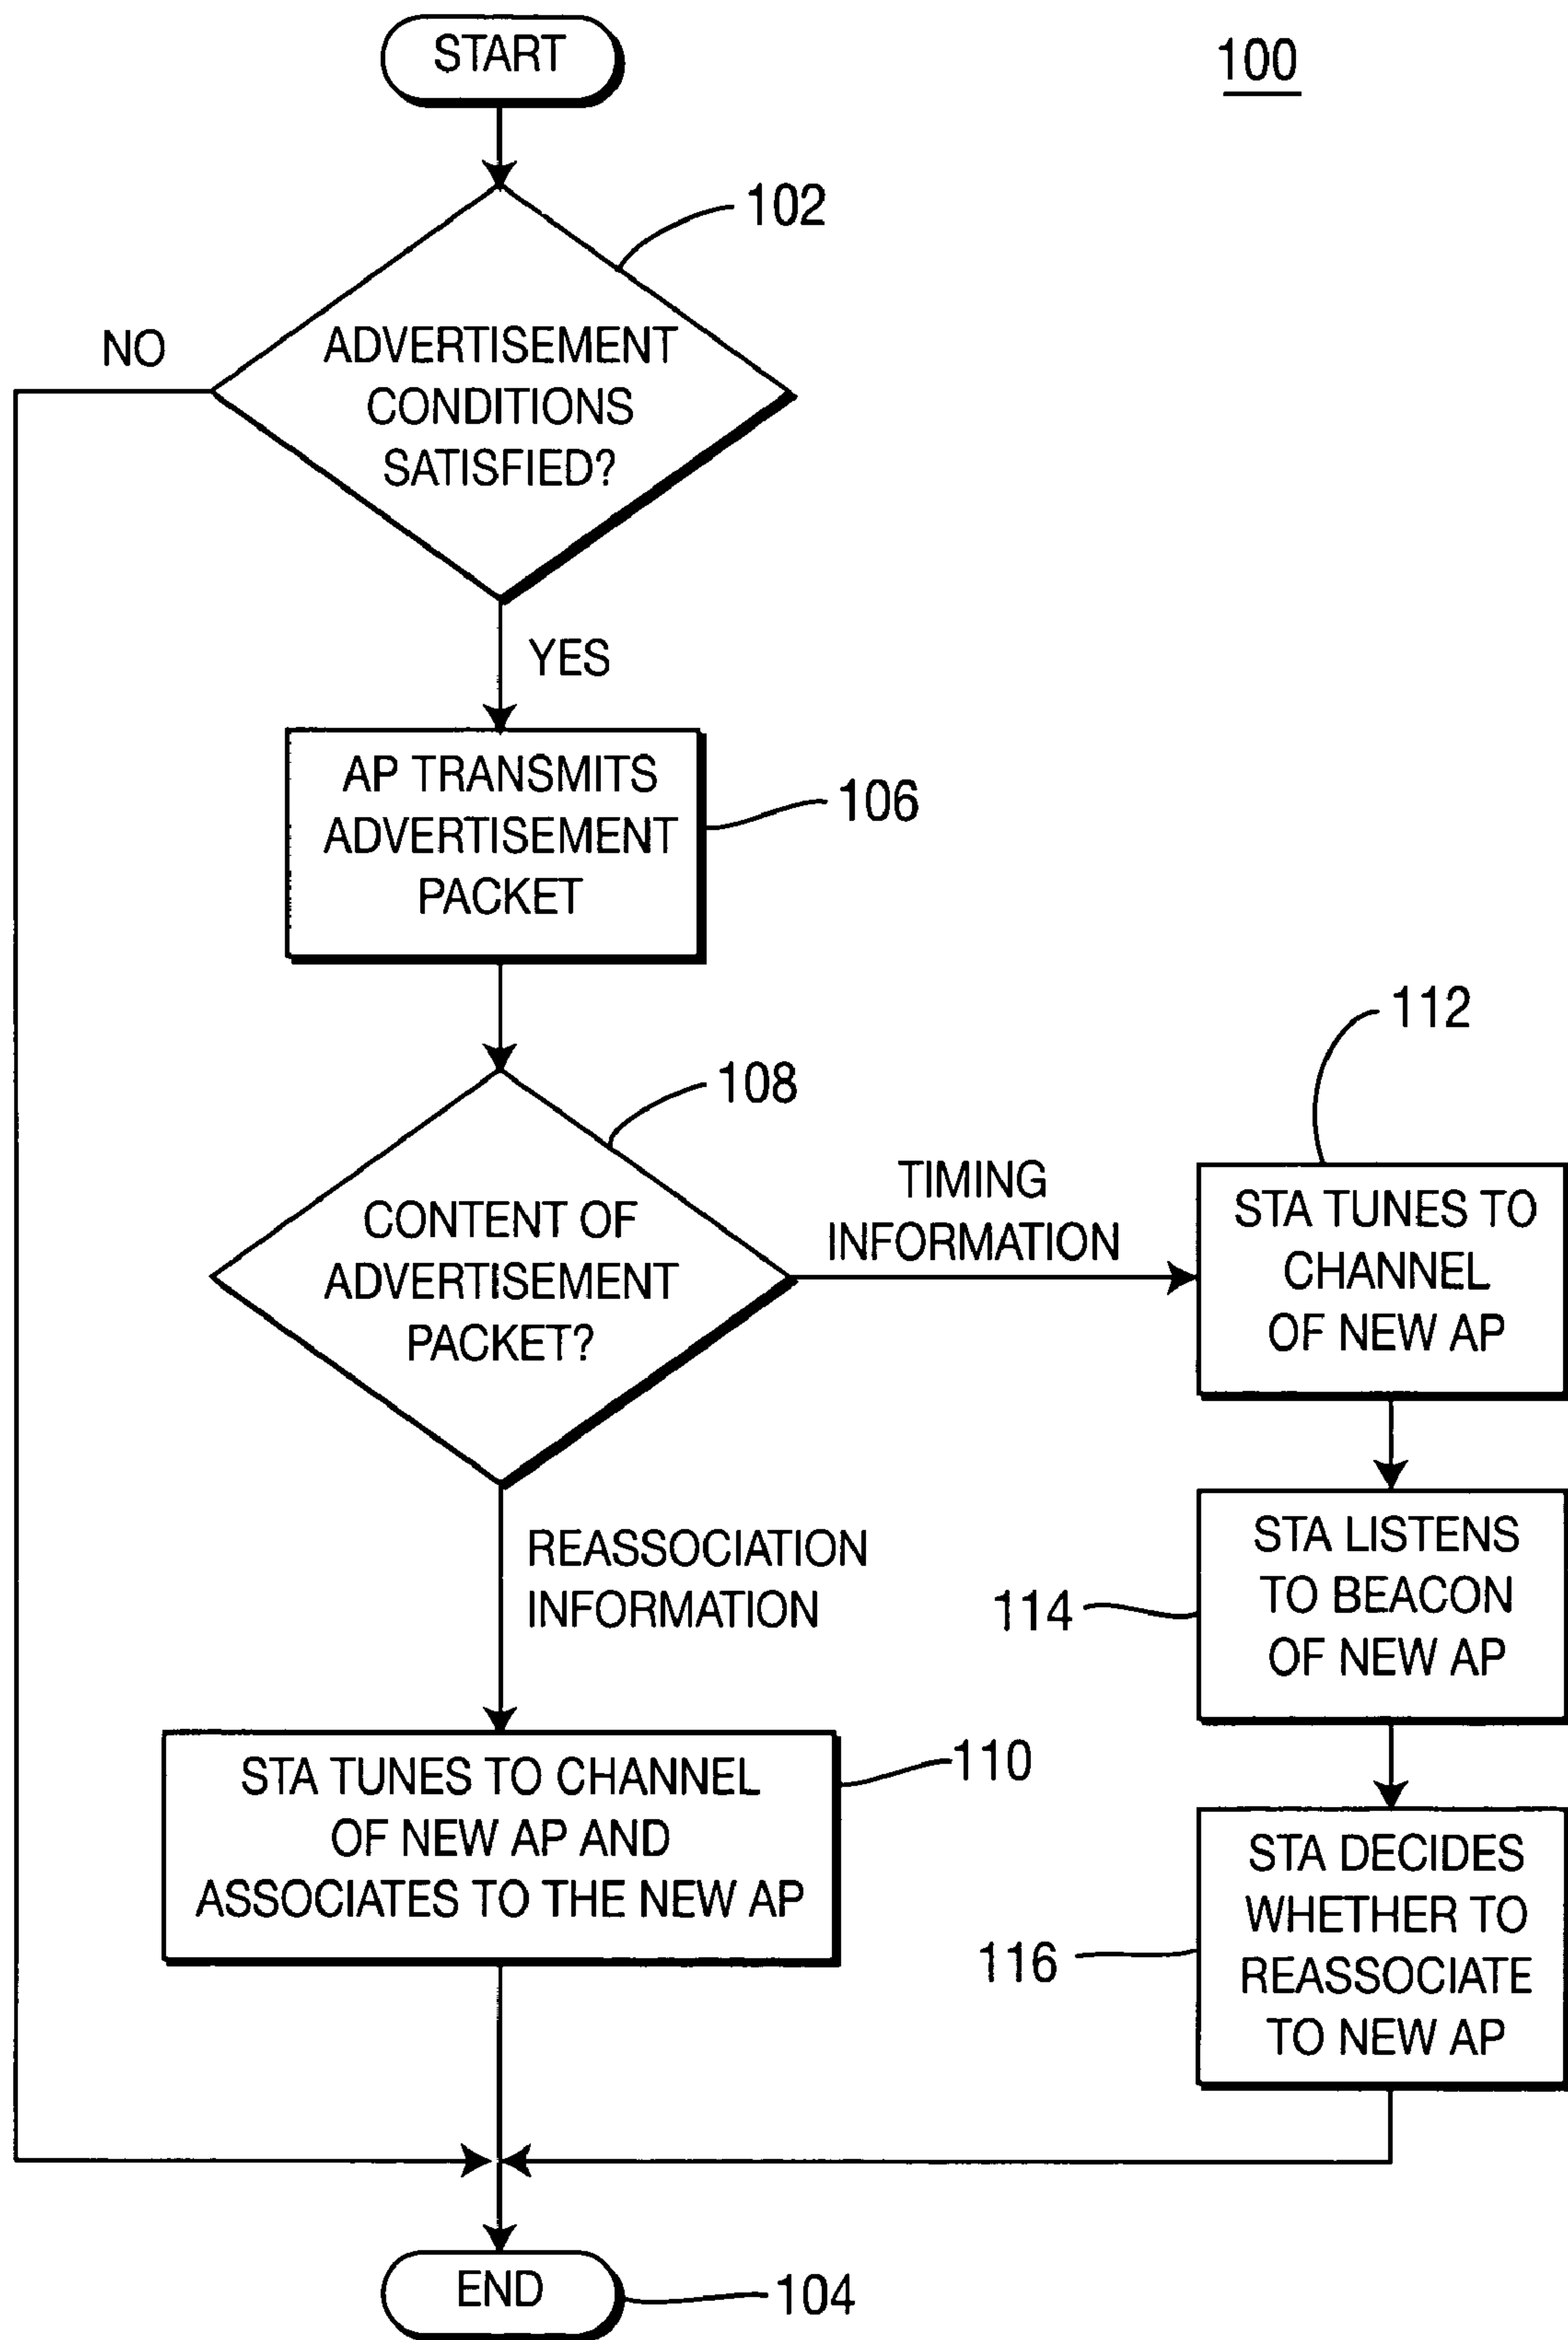 START
100
102
NO
ADVERTISEMENT
CONDITIONS
SATISFIED?
YES
AP TRANSMITS
ADVERTISEMENT
PACKET
106
108
CONTENT OF
ADVERTISEMENT
PACKET?
TIMING
INFORMATION
112
STA TUNES TO
CHANNEL
OF NEW AP
REASSOCIATION
INFORMATION
114
STA LISTENS
TO BEACON
OF NEW AP
STA TUNES TO CHANNEL
OF NEW AP AND
ASSOCIATES TO THE NEW AP
110
116
STA DECIDES
WHETHER TO
REASSOCIATE
TO NEW AP
END
104